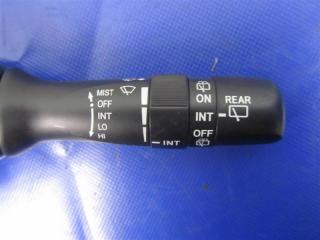 MIST
OFF
INT
LO
HI
INT
ON
INT
OFF
REAR